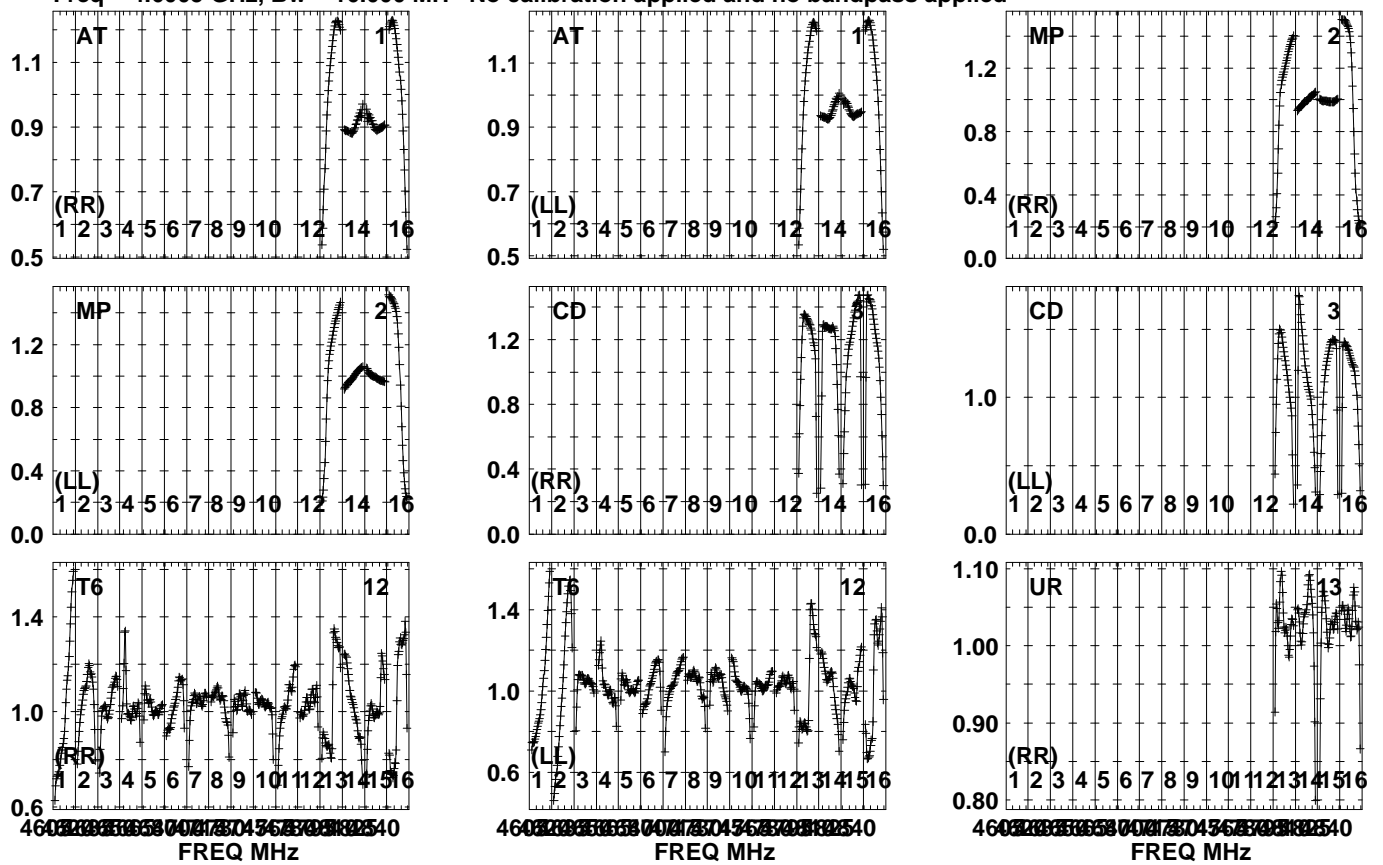 No calibration applied and no bandpass applied
AT 1
1.1
0.9
0.7
0.5
(RR)
1 2 3 4 5 6 7 8 9 10 12 14 16
AT 1
1.1
0.9
0.7
0.5
(LL)
1 2 3 4 5 6 7 8 9 10 12 14 16
MP 2
1.6
1.2
0.8
0.4
0.0
(RR)
1 2 3 4 5 6 7 8 9 10 12 14 16
MP 2
1.2
0.8
0.4
0.0
(LL)
1 2 3 4 5 6 7 8 9 10 12 14 16
CD 3
1.2
0.8
0.4
0.0
(RR)
1 2 3 4 5 6 7 8 9 10 12 14 16
CD 3
1.0
0.0
(LL)
1 2 3 4 5 6 7 8 9 10 12 14 16
T6 12
1.4
1.0
0.6
(RR)
1 2 3 4 5 6 7 8 9 10 11 12 13 14 15 16
FREQ MHz
T6 12
1.4
1.0
0.6
(LL)
1 2 3 4 5 6 7 8 9 10 11 12 13 14 15 16
FREQ MHz
UR 13
1.10
1.00
0.90
0.80
(RR)
1 2 3 4 5 6 7 8 9 10 11 12 13 14 15 16
FREQ MHz